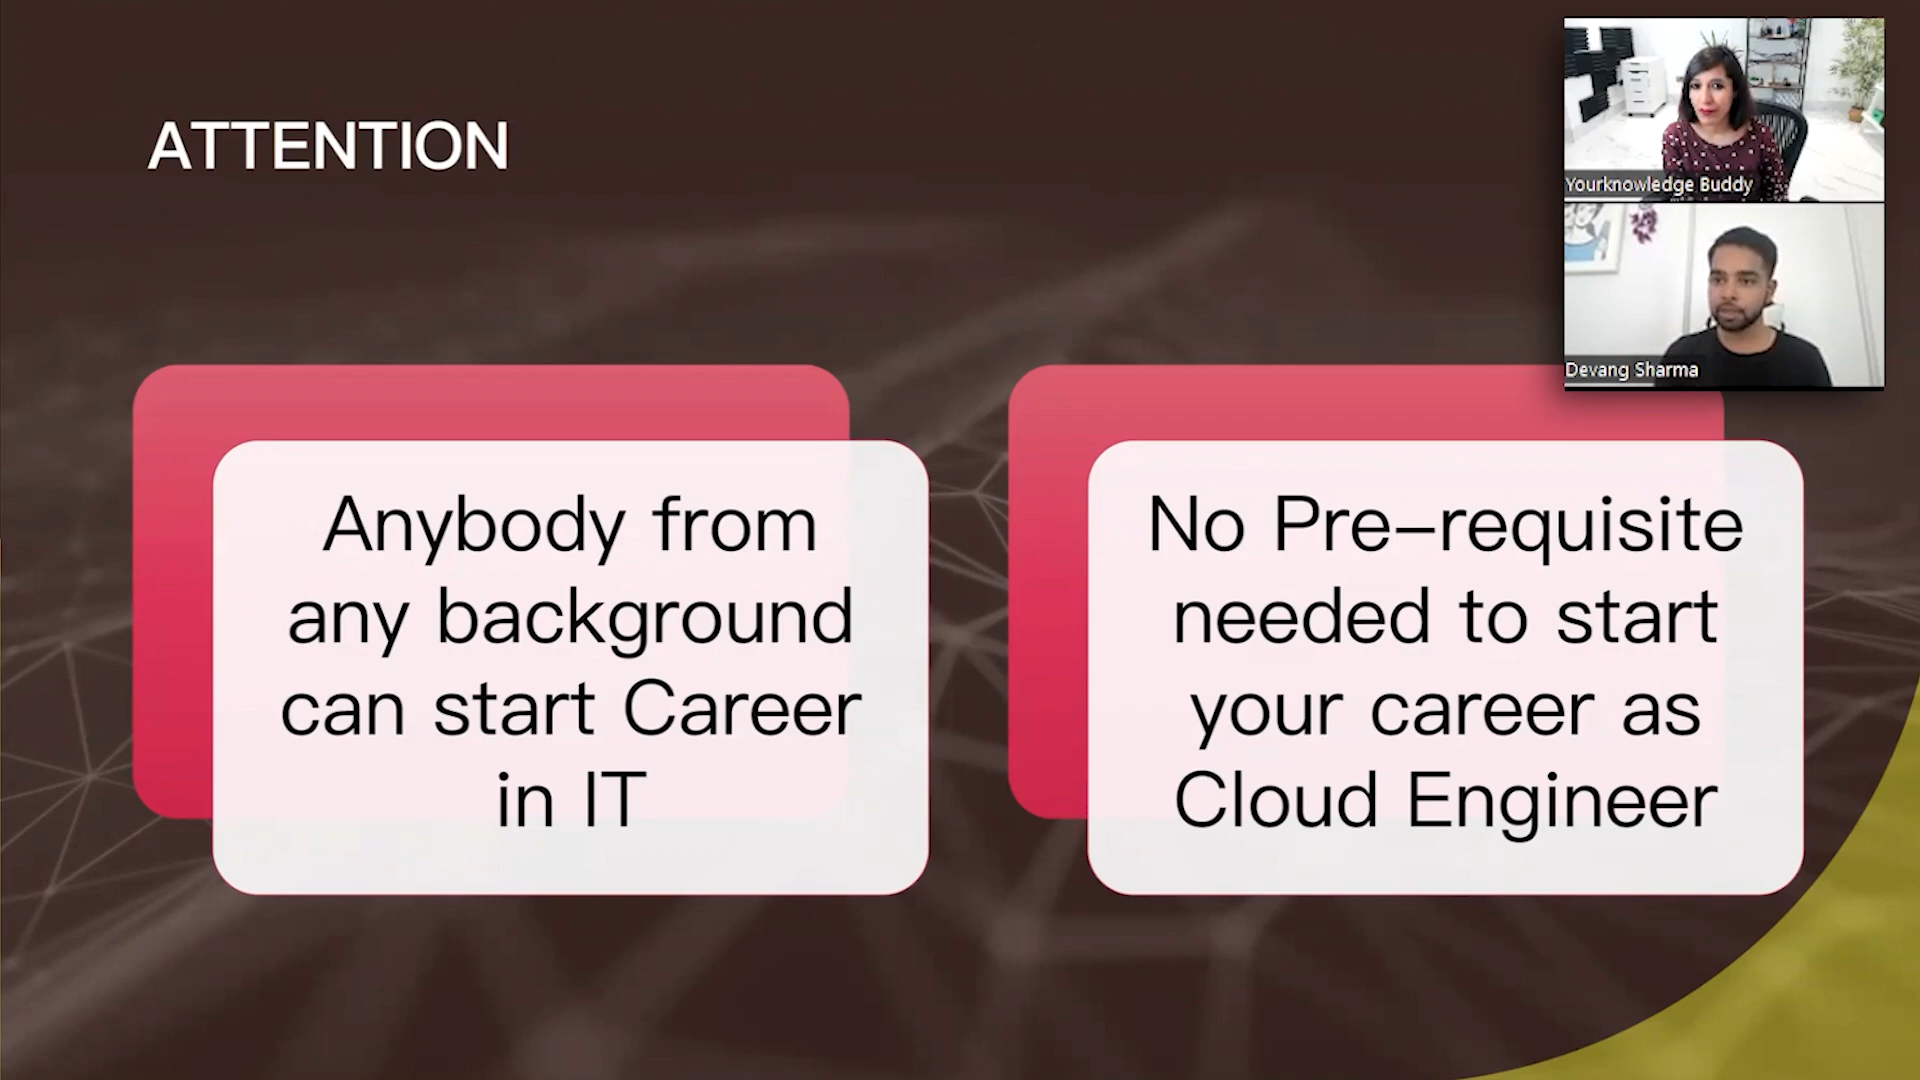 ATTENTION
Yourknowledge Buddy
Devang Sharma
Anybody from
any background
can start Career
in IT
No Pre-requisite
needed to start
your career as
Cloud Engineer